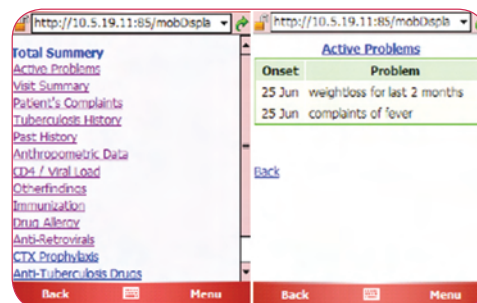 http://10.5.19.11:85/mobDispla
Total Summary
Active Problems
Visit Summary
Patient's Complaints
Tuberculosis History
Past History
Anthropometric Data
CD4 / Viral Load
Otherfindings
Immunization
Drug Allergy
Anti-Retrovirals
CTX Prophylaxis
Anti-Tuberculosis Drugs
Back Menu
http://10.5.19.11:85/mobDispla
Active Problems
Onset Problem
25 Jun weightloss for last 2 months
25 Jun complaints of fever
Back
Back Menu